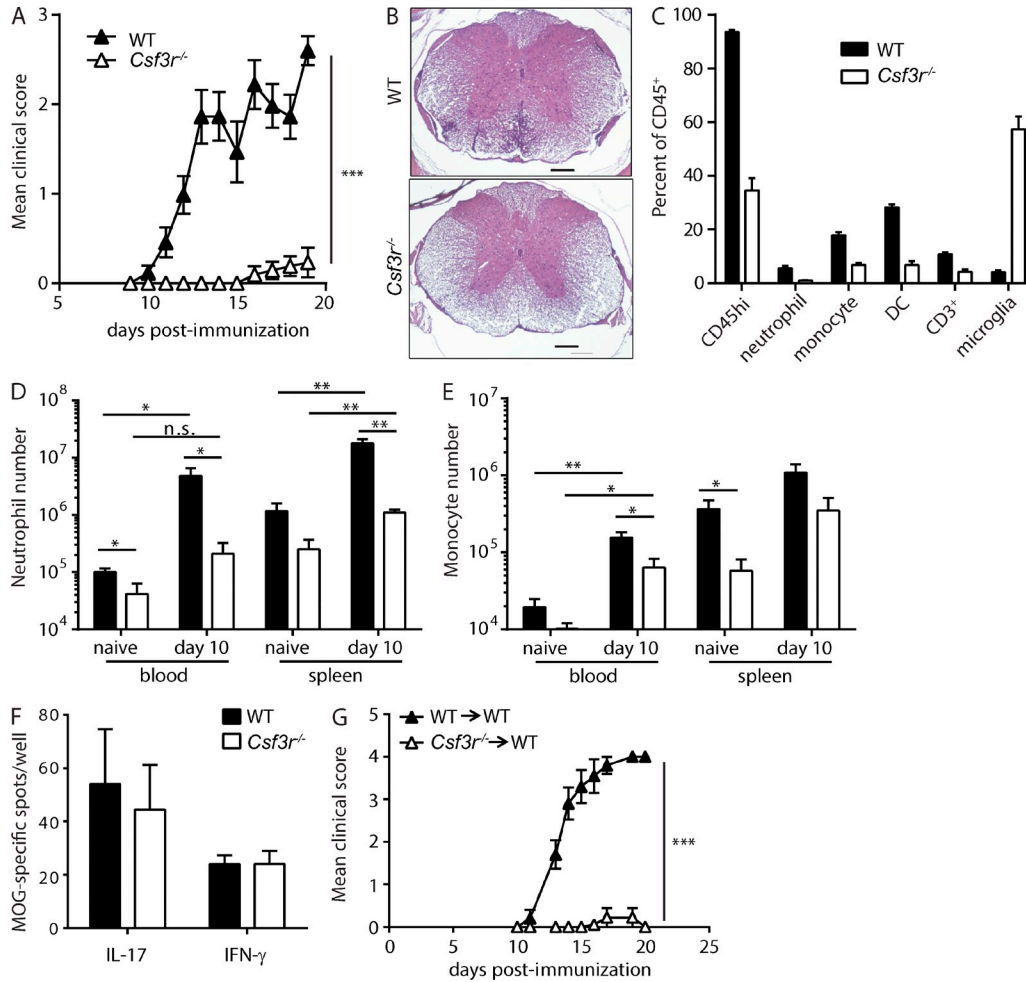 A
WT
Csf3r-/-
3
2
1
0
Mean clinical score
***
5
10
15
20
days post-immunization
B
WT
Csf3r-/-
C
WT
Csf3r-/-
100
80
60
40
20
0
Percent of CD45+
CD45hi
neutrophil
monocyte
DC
CD3+
microglia
D
10^8
10^7
10^6
10^5
10^4
Neutrophil number
*
n.s.
*
*
**
**
**
naive
day 10
naive
day 10
blood
spleen
E
10^7
10^6
10^5
10^4
Monocyte number
**
*
*
*
naive
day 10
naive
day 10
blood
spleen
F
WT
Csf3r-/-
80
60
40
20
0
MOG-specific spots/well
IL-17
IFN-γ
G
WT→WT
Csf3r-/-→WT
5
4
3
2
1
0
Mean clinical score
***
0
5
10
15
20
25
days post-immunization